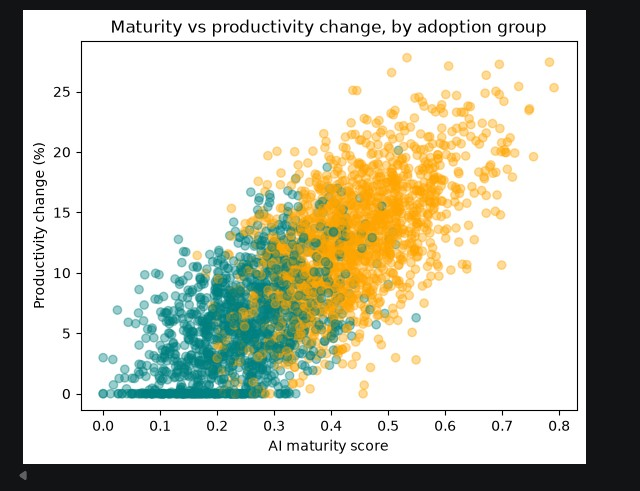 Maturity vs productivity change, by adoption group
Productivity change (%)
25
20
15
10
5
0
0.0 0.1 0.2 0.3 0.4 0.5 0.6 0.7 0.8
AI maturity score